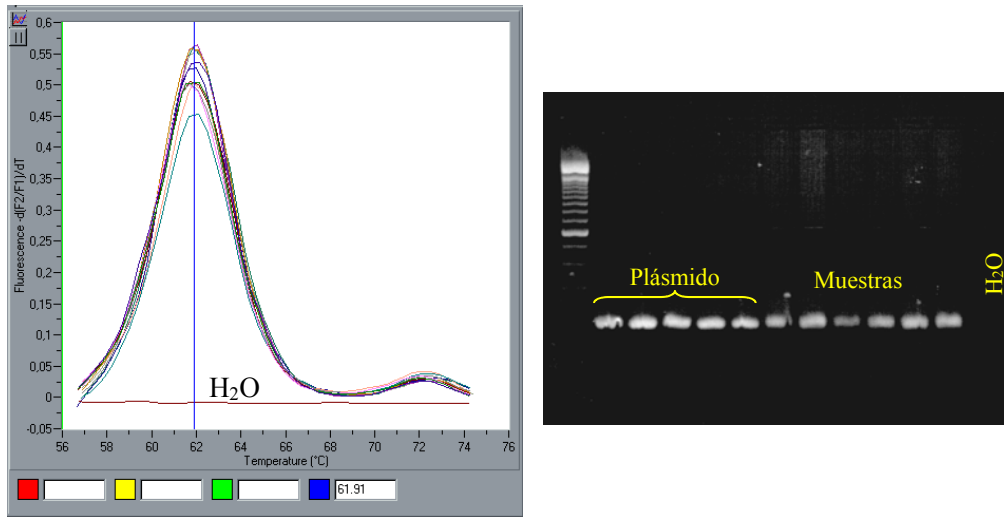 0,6
0,55
0,5
0,45
0,4
0,35
0,3
0,25
0,2
0,15
0,1
0,05
0
-0,05
Fluorescence -d(F2/F1)/dT
H₂O
56 58 60 62 64 66 68 70 72 74 76
Temperature (°C)
61.91
Plásmido
Muestras
H₂O